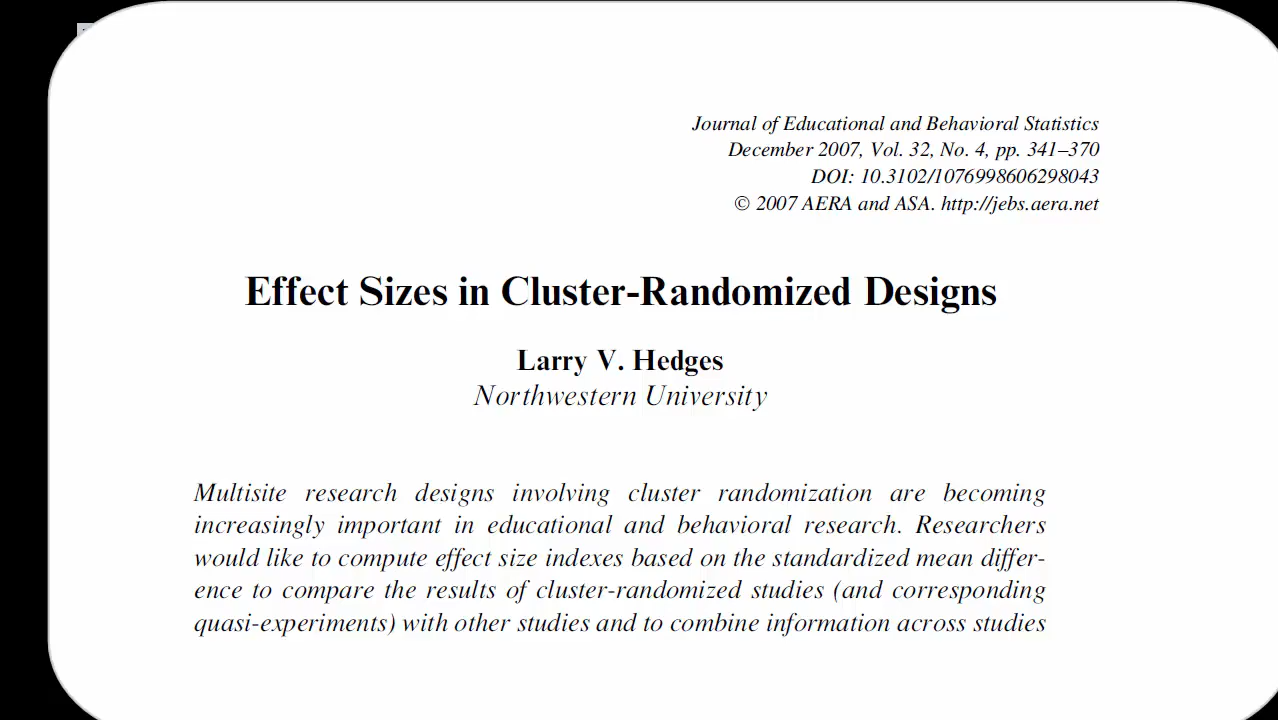 Journal of Educational and Behavioral Statistics
December 2007, Vol. 32, No. 4, pp. 341–370
DOI: 10.3102/1076998606298043
© 2007 AERA and ASA. http://jebs.aera.net
Effect Sizes in Cluster-Randomized Designs
Larry V. Hedges
Northwestern University
Multisite research designs involving cluster randomization are becoming
increasingly important in educational and behavioral research. Researchers
would like to compute effect size indexes based on the standardized mean differ-
ence to compare the results of cluster-randomized studies (and corresponding
quasi-experiments) with other studies and to combine information across studies